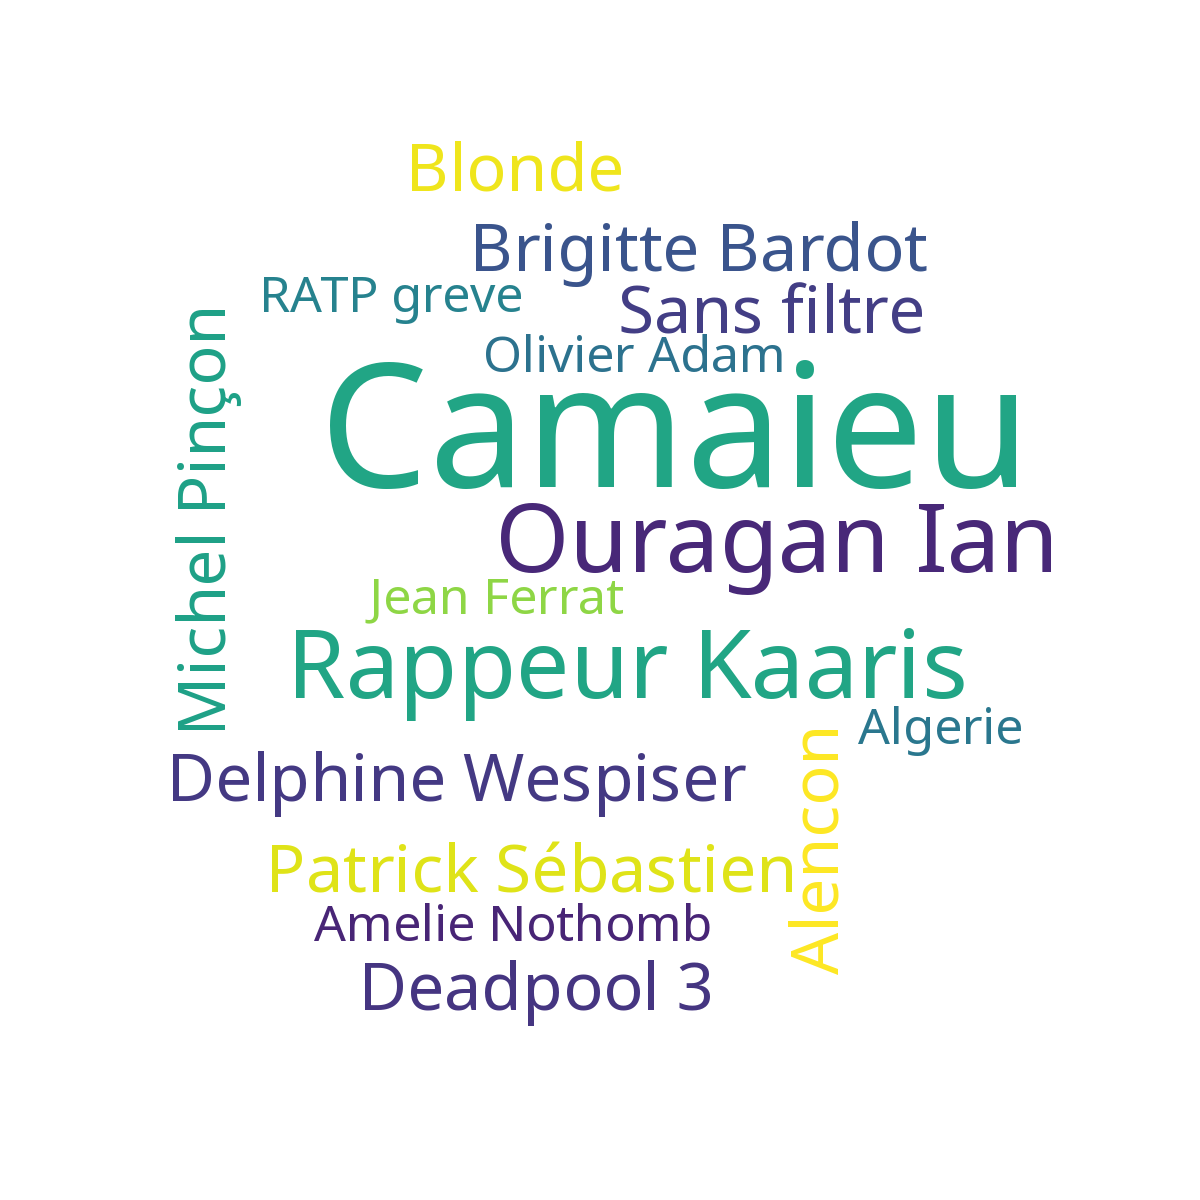 Blonde
Brigitte Bardot
RATP greve
Sans filtre
Michel Pinçon
Olivier Adam
Camaieu
Ouragan Ian
Jean Ferrat
Rappeur Kaaris
Algerie
Alencon
Delphine Wespiser
Patrick Sébastien
Amelie Nothomb
Deadpool 3